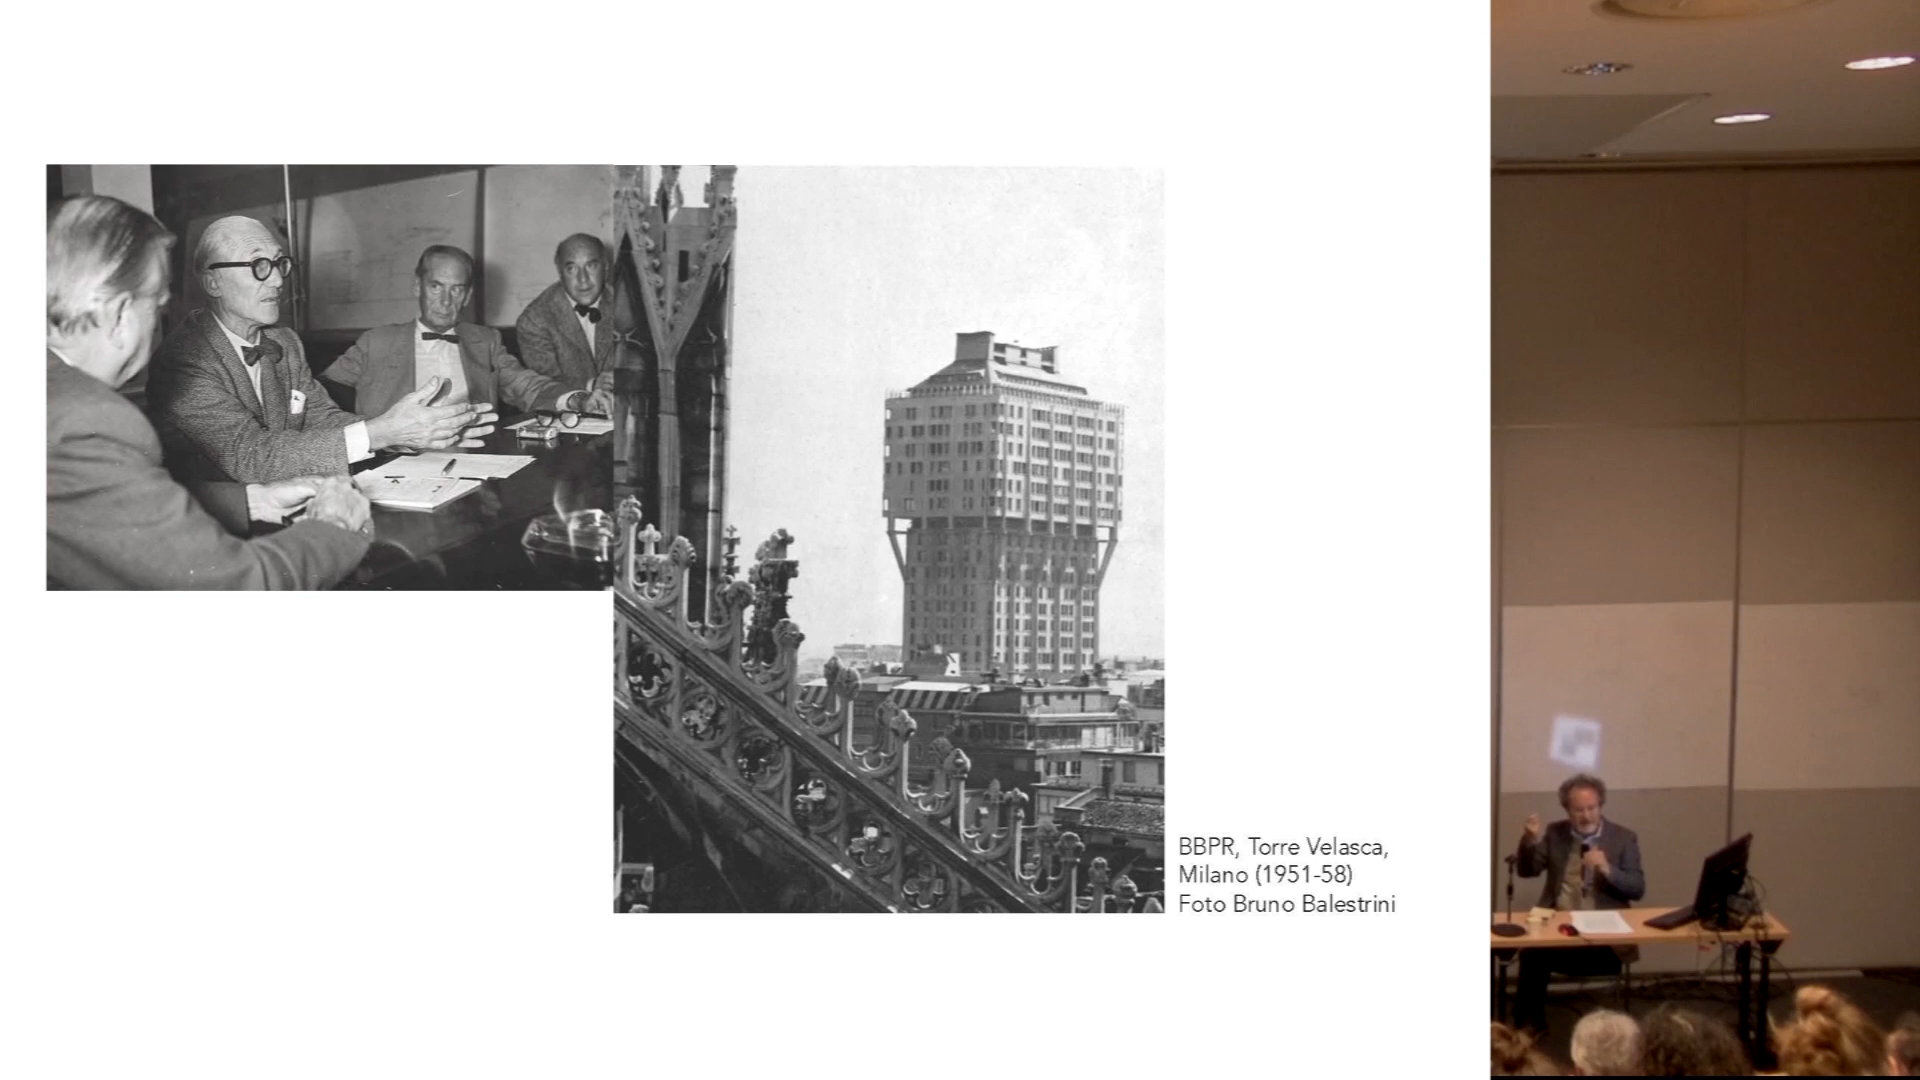 BBPR, Torre Velasca,
Milano (1951-58)
Foto Bruno Balestrini